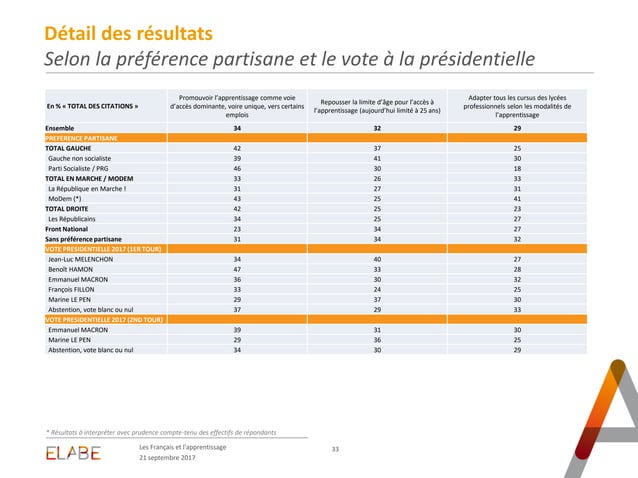 Détail des résultats
Selon la préférence partisane et le vote à la présidentielle
En % « TOTAL DES CITATIONS » Promouvoir l'apprentissage comme voie d'accès dominante, voire unique, vers certains emplois Repousser la limite d'âge pour l'accès à l'apprentissage (aujourd'hui limité à 25 ans) Adapter tous les cursus des lycées professionnels selon les modalités de l'apprentissage
Ensemble 34 32 29
PREFERENCE PARTISANE
TOTAL GAUCHE 42 37 25
Gauche non socialiste 39 41 30
Parti Socialiste / PRG 46 30 18
TOTAL EN MARCHE / MODEM 33 26 33
La République en Marche ! 31 27 31
MoDem (*) 43 25 41
TOTAL DROITE 42 25 23
Les Républicains 34 25 27
Front National 23 34 27
Sans préférence partisane 31 34 32
VOTE PRESIDENTIELLE 2017 (1ER TOUR)
Jean-Luc MELENCHON 34 40 27
Benoît HAMON 47 33 28
Emmanuel MACRON 36 30 32
François FILLON 33 24 25
Marine LE PEN 29 37 30
Abstention, vote blanc ou nul 37 29 33
VOTE PRESIDENTIELLE 2017 (2ND TOUR)
Emmanuel MACRON 39 31 30
Marine LE PEN 29 36 25
Abstention, vote blanc ou nul 34 30 29
* Résultats à interpréter avec prudence compte-tenu des effectifs de répondants
ELABE
Les Français et l'apprentissage
21 septembre 2017
33